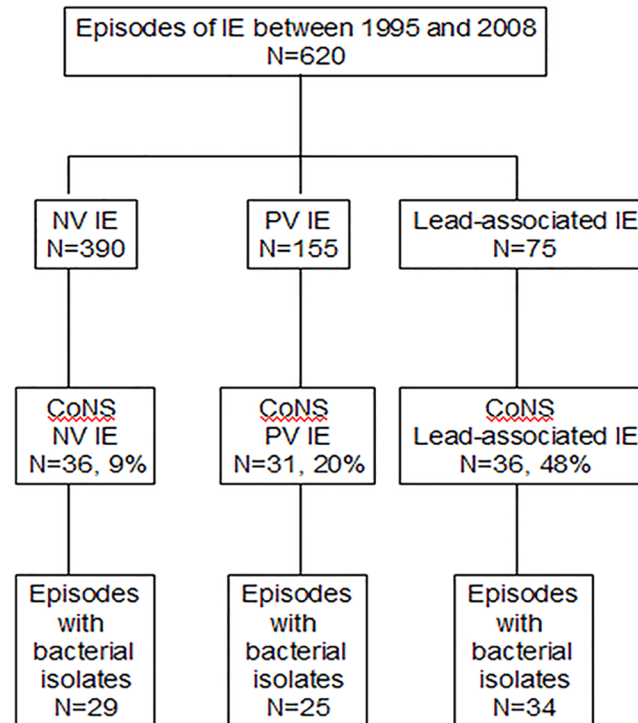 Episodes of IE between 1995 and 2008
N=620
NV IE
N=390
PV IE
N=155
Lead-associated IE
N=75
CoNS
NV IE
N=36, 9%
CoNS
PV IE
N=31, 20%
CoNS
Lead-associated IE
N=36, 48%
Episodes
with
bacterial
isolates
N=29
Episodes
with
bacterial
isolates
N=25
Episodes
with
bacterial
isolates
N=34